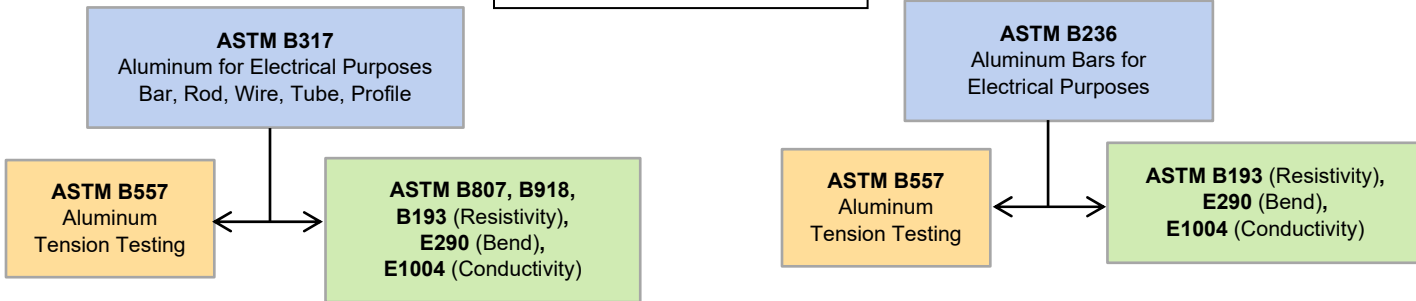 ASTM B317
Aluminum for Electrical Purposes
Bar, Rod, Wire, Tube, Profile
ASTM B557
Aluminum
Tension Testing
ASTM B807, B918,
B193 (Resistivity),
E290 (Bend),
E1004 (Conductivity)
ASTM B236
Aluminum Bars for
Electrical Purposes
ASTM B557
Aluminum
Tension Testing
ASTM B193 (Resistivity),
E290 (Bend),
E1004 (Conductivity)